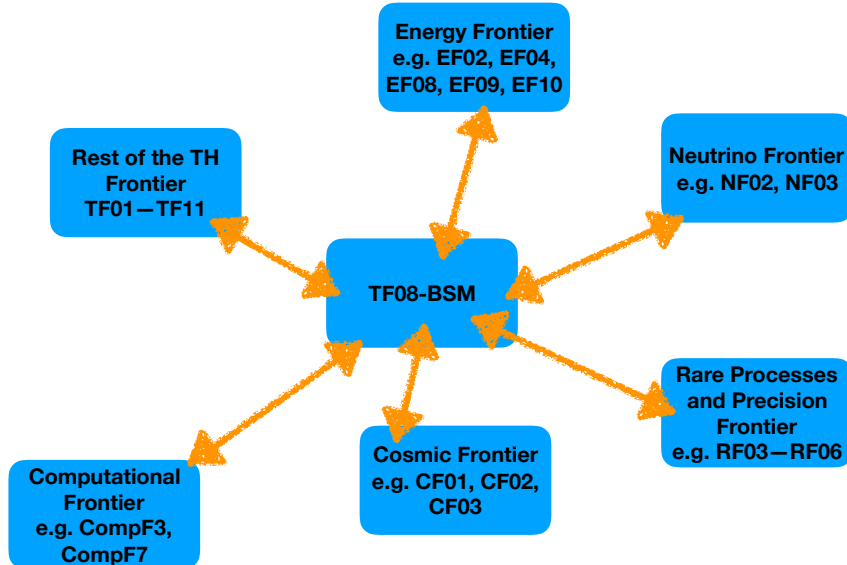 Energy Frontier
e.g. EF02, EF04,
EF08, EF09, EF10
Rest of the TH
Frontier
TF01—TF11
Neutrino Frontier
e.g. NF02, NF03
TF08-BSM
Rare Processes
and Precision
Frontier
e.g. RF03—RF06
Cosmic Frontier
e.g. CF01, CF02,
CF03
Computational
Frontier
e.g. CompF3,
CompF7